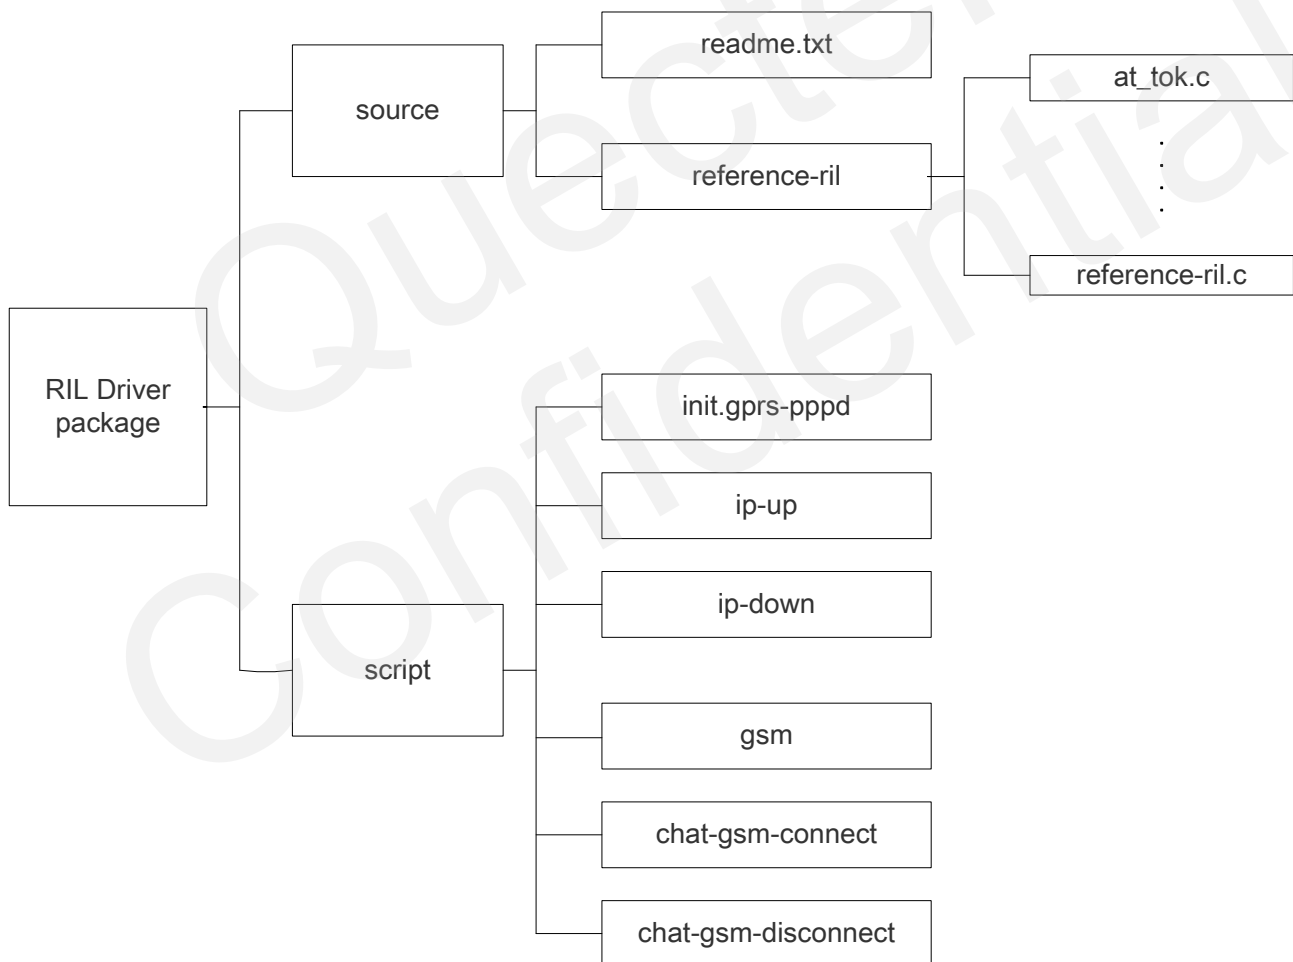 readme.txt
at_tok.c
source
reference-ril
reference-ril.c
RIL Driver
package
init.gprs-pppd
ip-up
ip-down
script
gsm
chat-gsm-connect
chat-gsm-disconnect
Quectel
Confidential